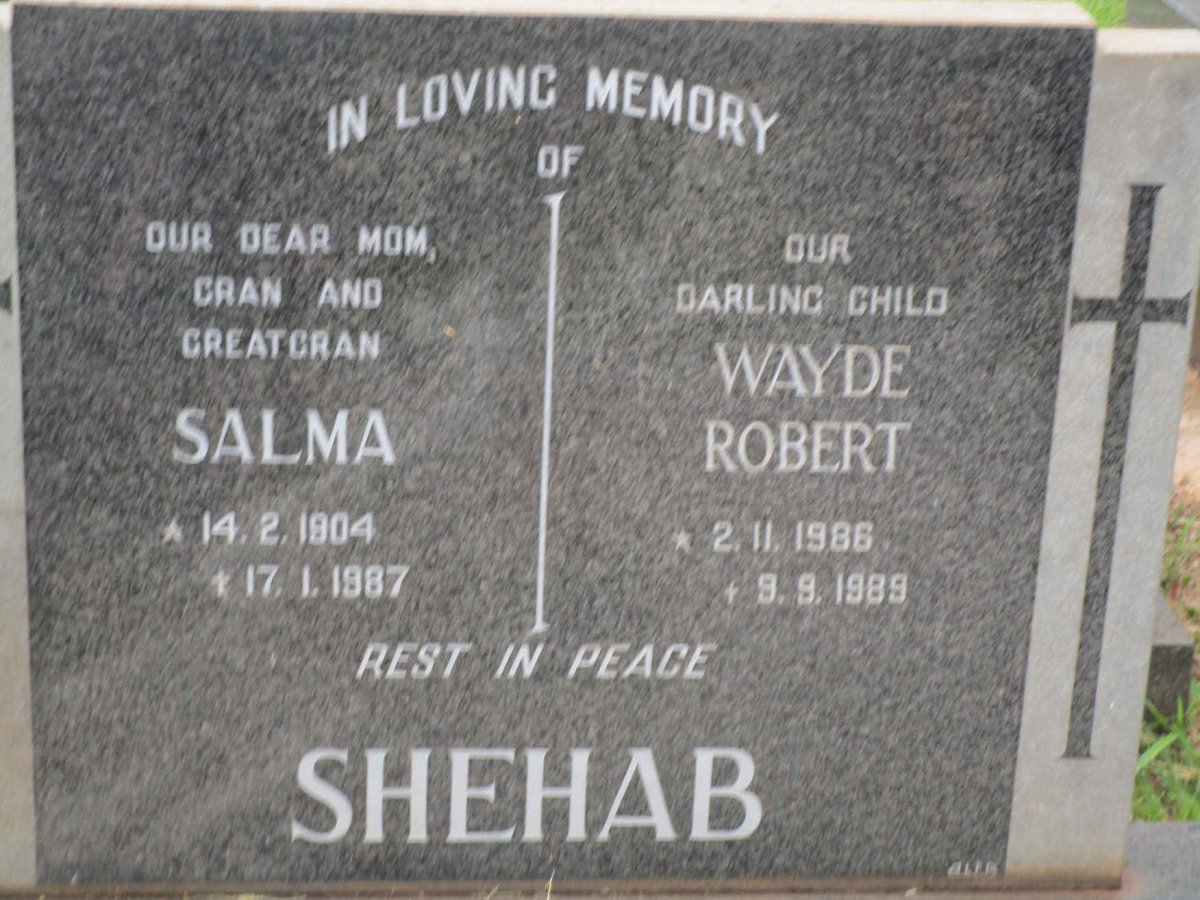 IN LOVING MEMORY
OF
OUR DEAR MOM,
GRAN AND
GREATGRAN
SALMA
* 14. 2. 1904
† 17. 1. 1987
OUR
DARLING CHILD
WAYDE
ROBERT
* 2. 11. 1986
† 9. 9. 1989
REST IN PEACE
SHEHAB